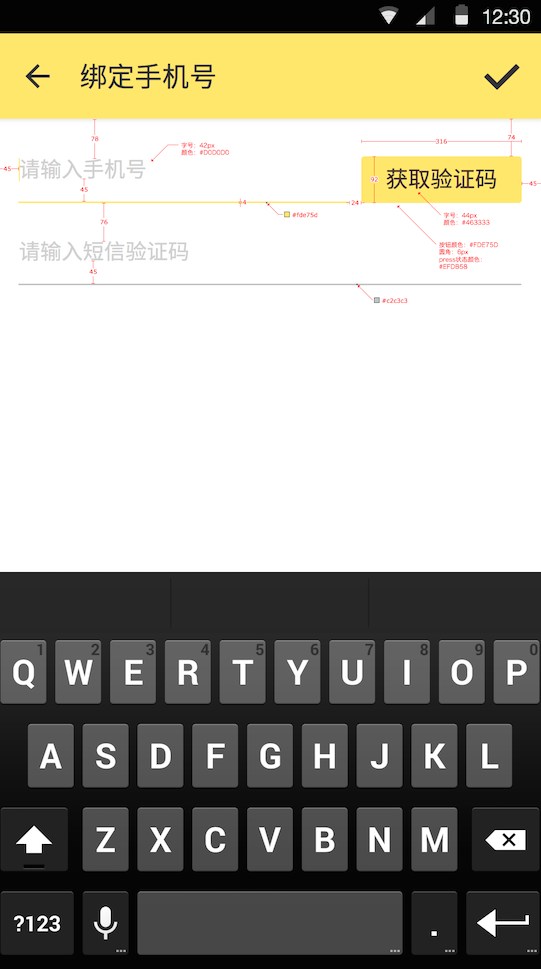 12:30
绑定手机号
78
74
字号: 42px
颜色: #D0D0D0
316
45
请输入手机号
92
获取验证码
45
45
4
#fde75d
24
76
字号: 44px
颜色: #463333
请输入短信验证码
按钮颜色: #FDE75D
圆角: 6px
press状态颜色:
#EFDB58
45
#c2c3c3
1 2 3 4 5 6 7 8 9 0
Q W E R T Y U I O P
A S D F G H J K L
Z X C V B N M
?123 .